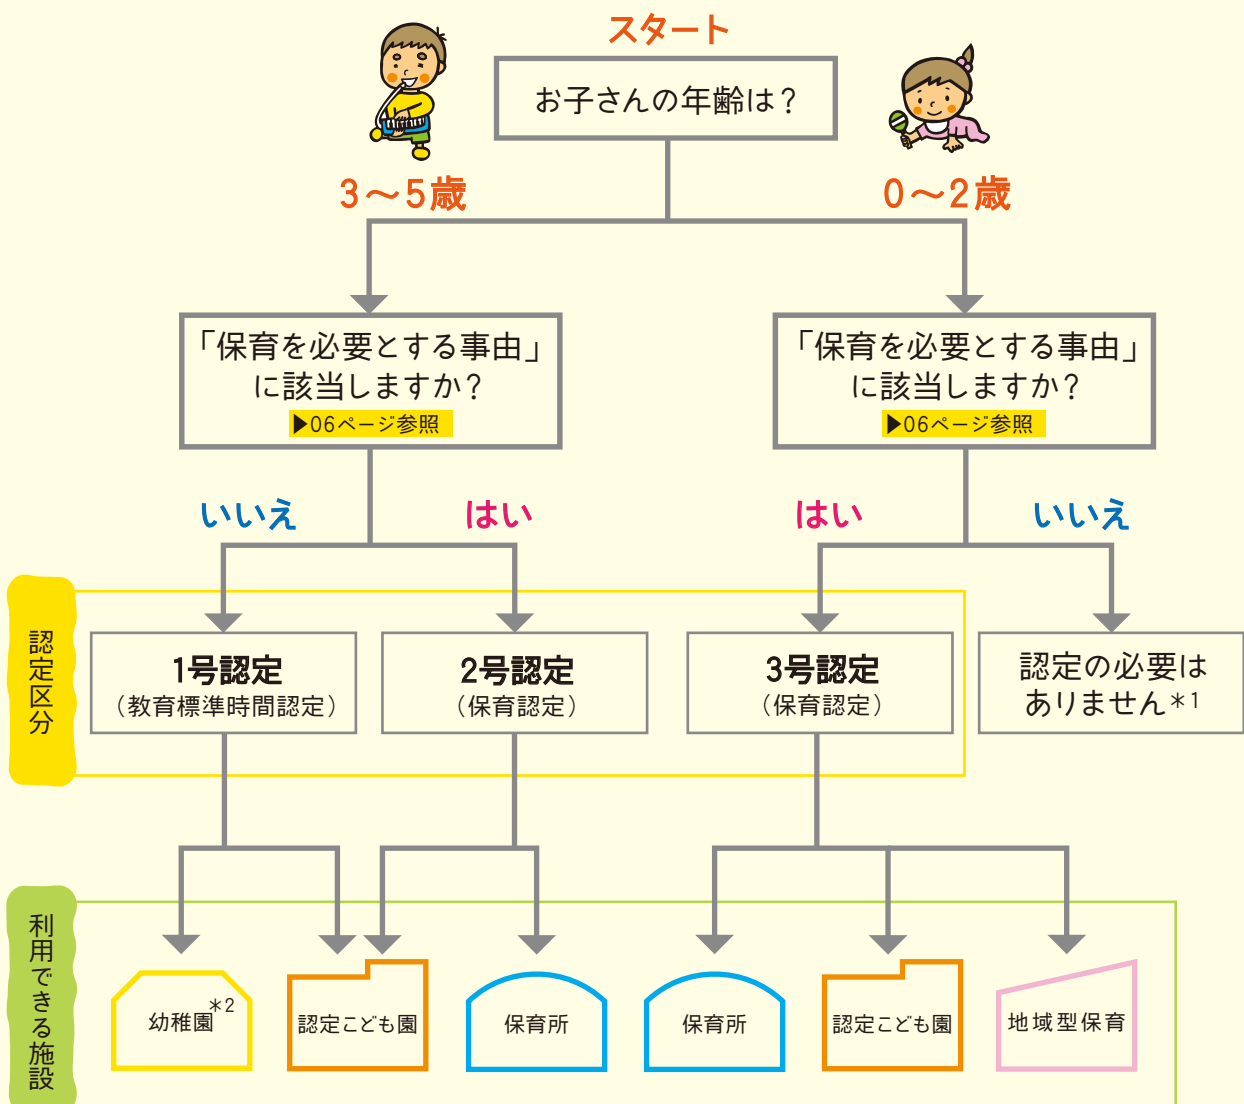 スタート
お子さんの年齢は？
3～5歳
0～2歳
「保育を必要とする事由」
に該当しますか？
▶06ページ参照
「保育を必要とする事由」
に該当しますか？
▶06ページ参照
いいえ
はい
はい
いいえ
認定区分
1号認定
（教育標準時間認定）
2号認定
（保育認定）
3号認定
（保育認定）
認定の必要は
ありません＊1
利用できる施設
幼稚園＊2
認定こども園
保育所
保育所
認定こども園
地域型保育